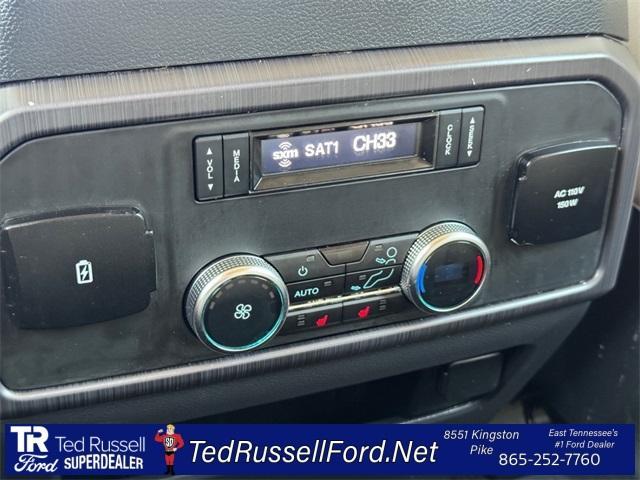 VOL
MEDIA
sxm SAT1 CH33
CLOCK
SEEK
AC 110V
150W
AUTO
TR
Ford
Ted Russell
SUPERDEALER
TedRussellFord.Net
8551 Kingston
Pike
East Tennessee's
#1 Ford Dealer
865-252-7760